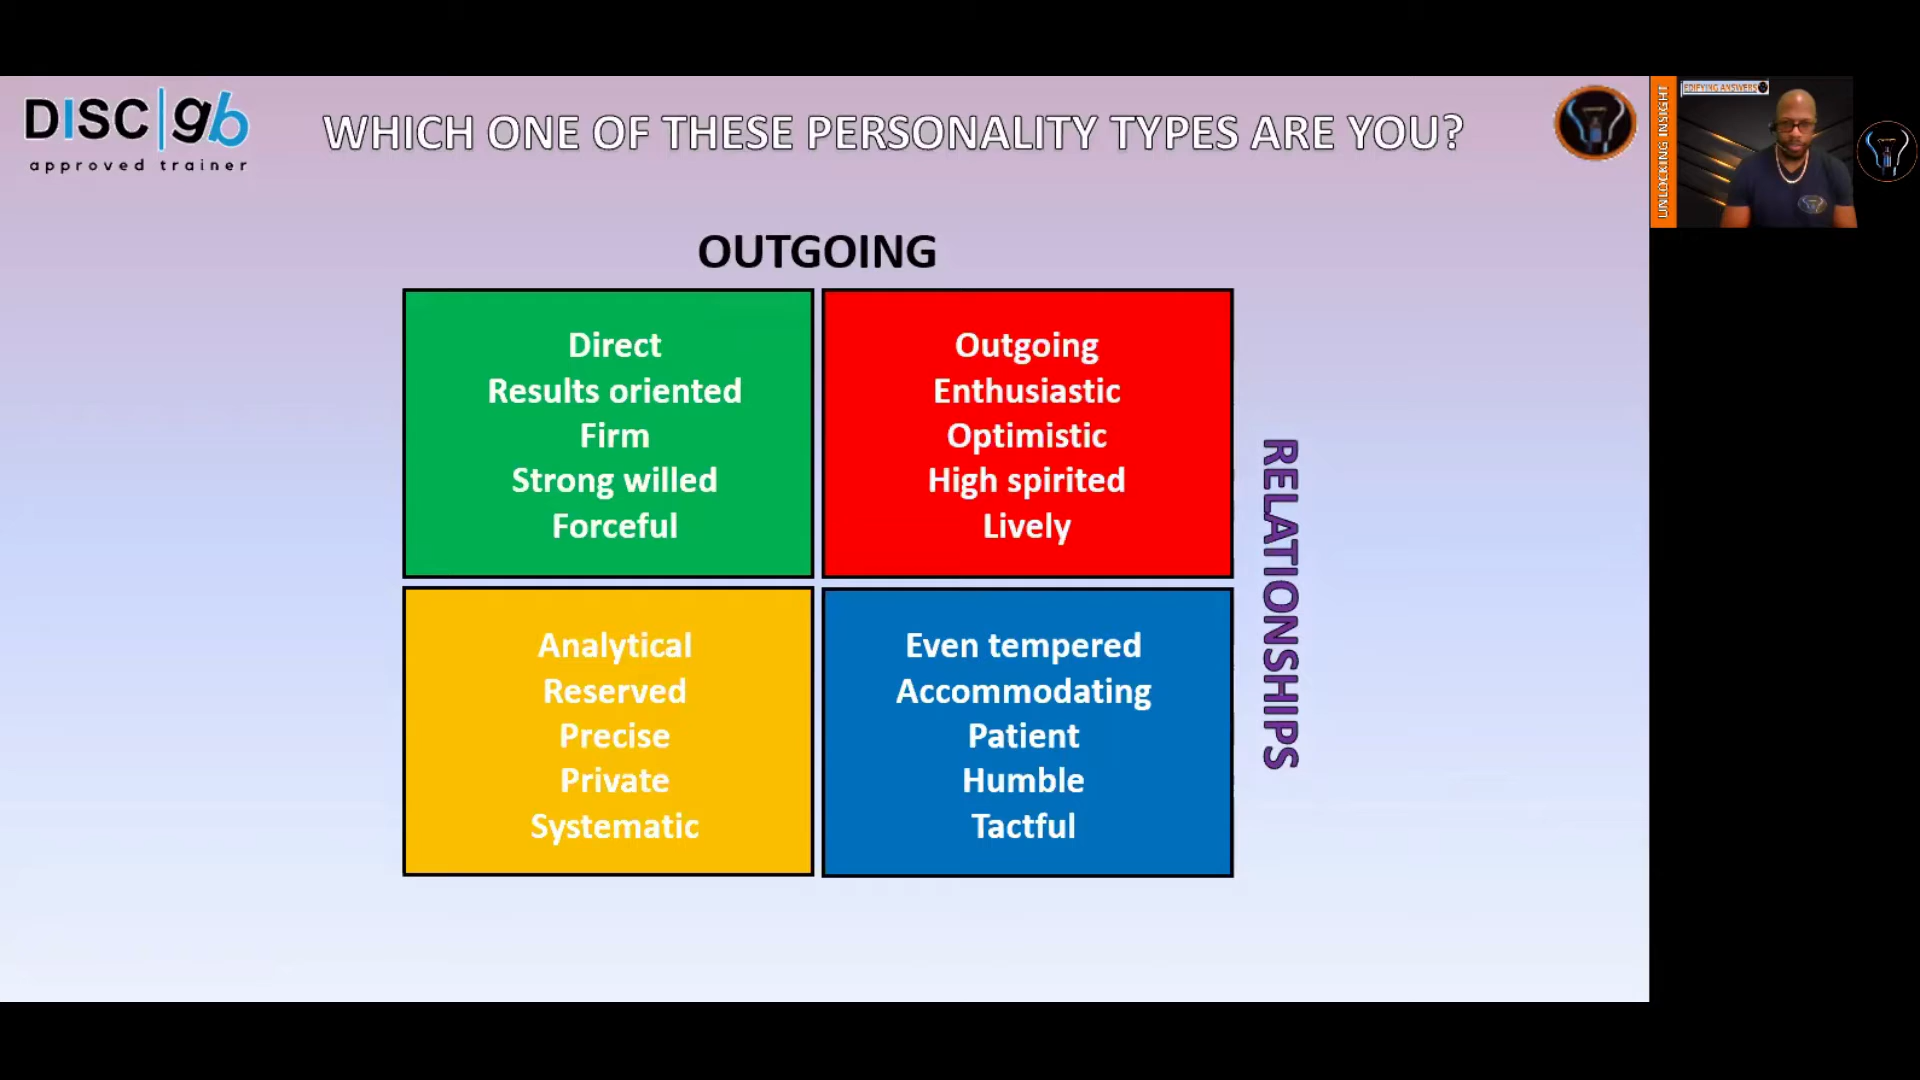 DISC|gb
approved trainer
WHICH ONE OF THESE PERSONALITY TYPES ARE YOU?
UNLOCKING INSIGHT
EDIFYING ANSWERS
OUTGOING
Direct
Results oriented
Firm
Strong willed
Forceful
Outgoing
Enthusiastic
Optimistic
High spirited
Lively
RELATIONSHIPS
Analytical
Reserved
Precise
Private
Systematic
Even tempered
Accommodating
Patient
Humble
Tactful